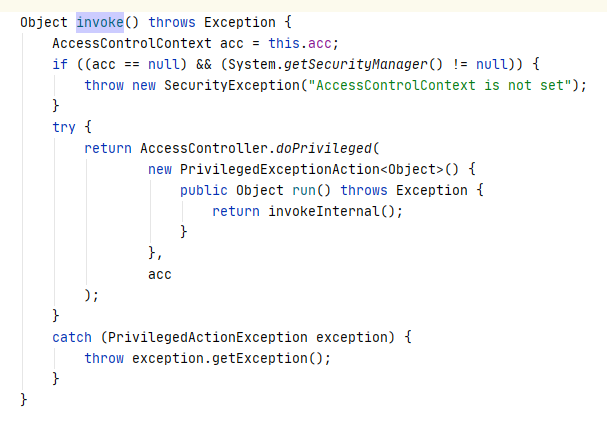 Object invoke() throws Exception {
    AccessControlContext acc = this.acc;
    if ((acc == null) && (System.getSecurityManager() != null)) {
        throw new SecurityException("AccessControlContext is not set");
    }
    try {
        return AccessController.doPrivileged(
                new PrivilegedExceptionAction<Object>() {
                    public Object run() throws Exception {
                        return invokeInternal();
                    }
                },
                acc
        );
    }
    catch (PrivilegedActionException exception) {
        throw exception.getException();
    }
}